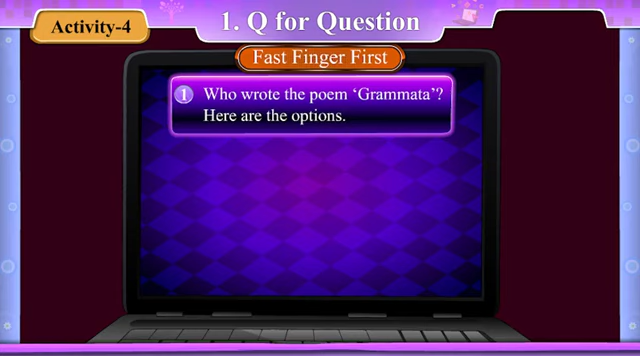 Activity-4
1. Q for Question
Fast Finger First
1 Who wrote the poem ‘Grammata’?
Here are the options.